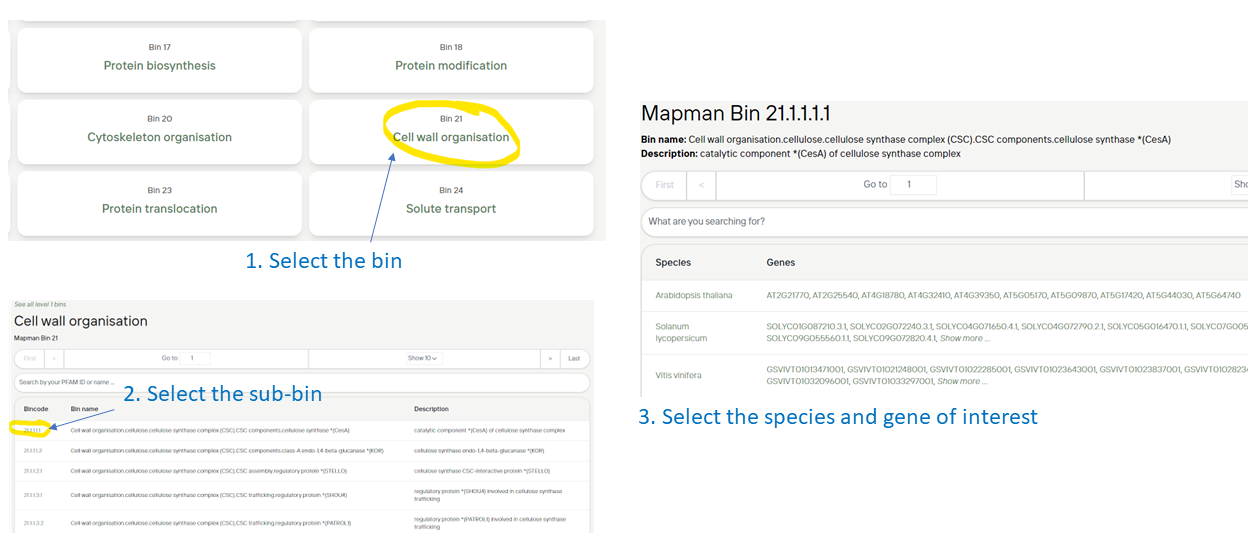 Bin 17
Protein biosynthesis
Bin 18
Protein modification
Bin 20
Cytoskeleton organisation
Bin 21
Cell wall organisation
Bin 23
Protein translocation
Bin 24
Solute transport
1. Select the bin
See all level 1 bins
Cell wall organisation
Mapman Bin 21
First
<
Go to 1
Show 10
>
Last
Search by your PFAM ID or name ...
2. Select the sub-bin
Bincode Bin name Description
21.1.1.1.1 Cell wall organisation.cellulose.cellulose synthase complex (CSC).CSC components.cellulose synthase *(CesA) catalytic component *(CesA) of cellulose synthase complex
21.1.1.1.2 Cell wall organisation.cellulose.cellulose synthase complex (CSC).CSC components.class-A endo-1,4-beta-glucanase *(KOR) cellulose synthase endo-1,4-beta-glucanase *(KOR)
21.1.1.2.1 Cell wall organisation.cellulose.cellulose synthase complex (CSC).CSC assembly.regulatory protein *(STELLO) cellulose synthase CSC-interactive protein *(STELLO)
21.1.1.3.1 Cell wall organisation.cellulose.cellulose synthase complex (CSC).CSC trafficking.regulatory protein *(SHOU4) regulatory protein *(SHOU4) involved in cellulose synthase
trafficking
21.1.1.3.2 Cell wall organisation.cellulose.cellulose synthase complex (CSC).CSC trafficking.regulatory protein *(PATROL1) regulatory protein *(PATROL1) involved in cellulose synthase
trafficking
Mapman Bin 21.1.1.1.1
Bin name: Cell wall organisation.cellulose.cellulose synthase complex (CSC).CSC components.cellulose synthase *(CesA)
Description: catalytic component *(CesA) of cellulose synthase complex
First
<
Go to 1
Sho
What are you searching for?
Species Genes
Arabidopsis thaliana AT2G21770, AT2G25540, AT4G18780, AT4G32410, AT4G39350, AT5G05170, AT5G09870, AT5G17420, AT5G44030, AT5G64740
Solanum lycopersicum SOLYC01G087210.3.1, SOLYC02G072240.3.1, SOLYC04G071650.4.1, SOLYC04G072790.2.1, SOLYC05G016470.1.1, SOLYC07G005
SOLYC09G055560.1.1, SOLYC09G072820.4.1, Show more ...
Vitis vinifera GSVIVT01013471001, GSVIVT01021248001, GSVIVT01022285001, GSVIVT01023643001, GSVIVT01023837001, GSVIVT0102823
GSVIVT01032096001, GSVIVT01033297001, Show more ...
3. Select the species and gene of interest